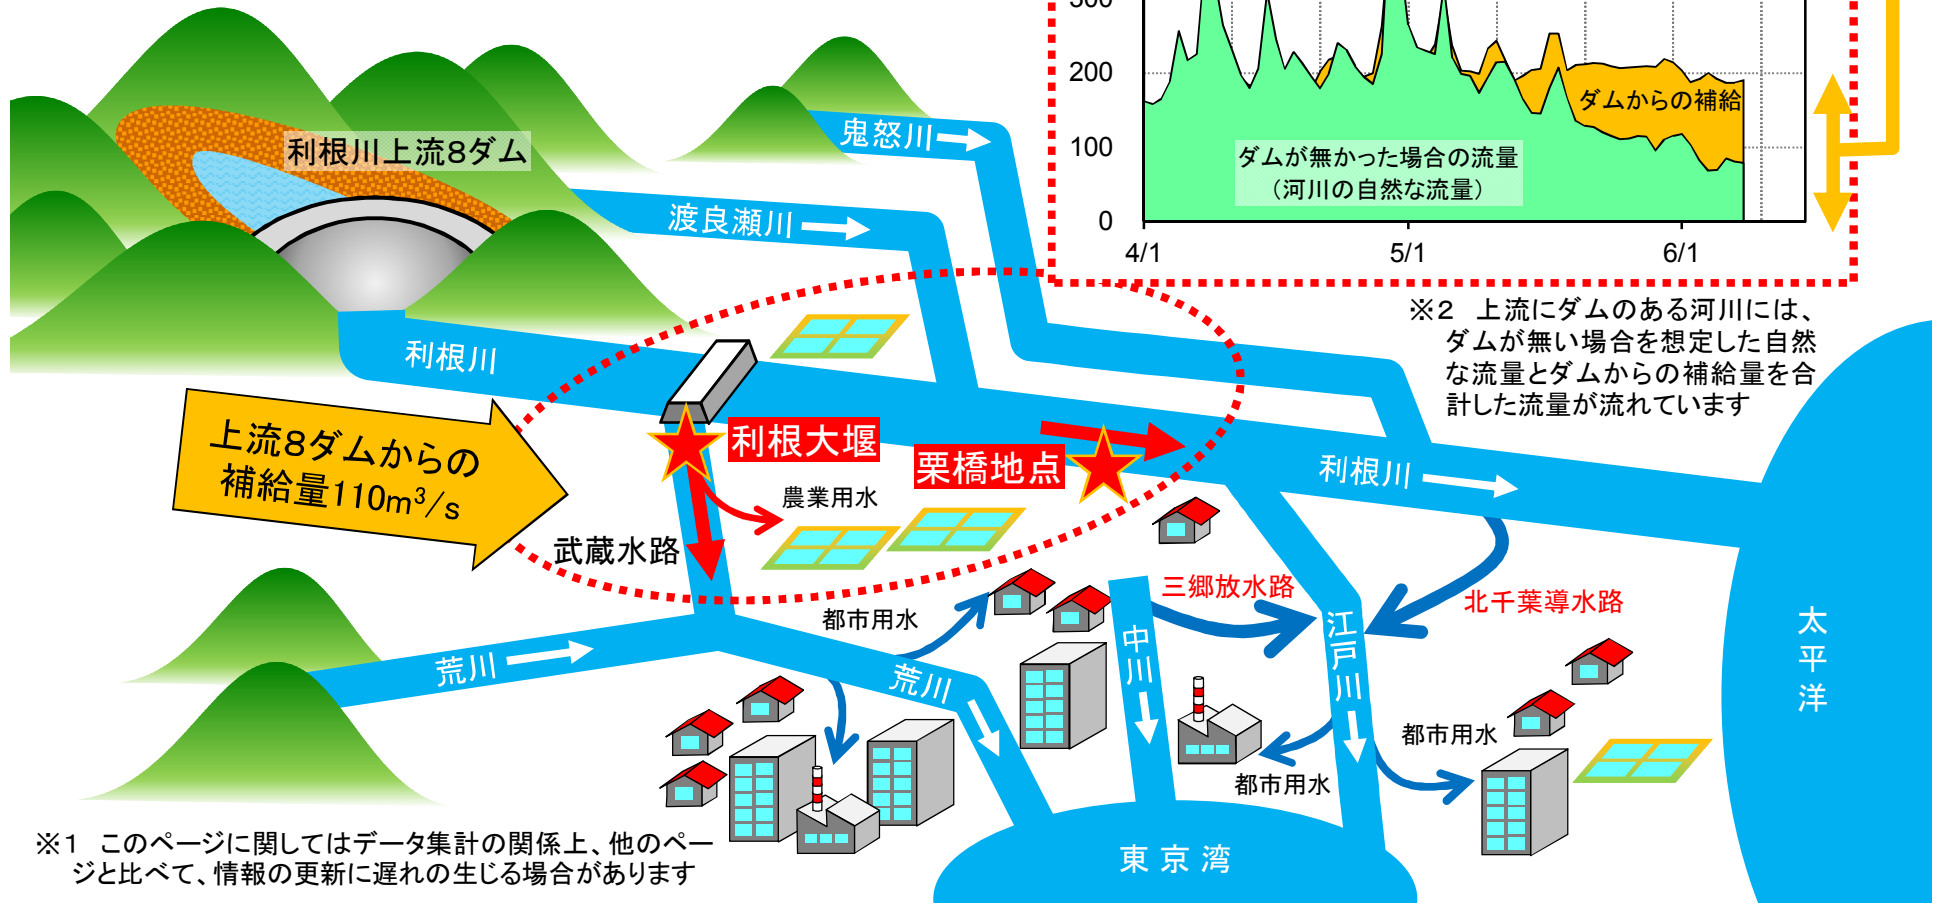 300
200
100
0
4/1
5/1
6/1
ダムからの補給
ダムが無かった場合の流量
（河川の自然な流量）
利根川上流8ダム
鬼怒川
渡良瀬川
利根川
※2 上流にダムのある河川には、
ダムが無い場合を想定した自然
な流量とダムからの補給量を合
計した流量が流れています
上流8ダムからの
補給量110m³/s
利根大堰
栗橋地点
利根川
農業用水
武蔵水路
三郷放水路
北千葉導水路
都市用水
中川
江戸川
太平洋
荒川
荒川
都市用水
都市用水
東京湾
※1 このページに関してはデータ集計の関係上、他のペー
ジと比べて、情報の更新に遅れの生じる場合があります